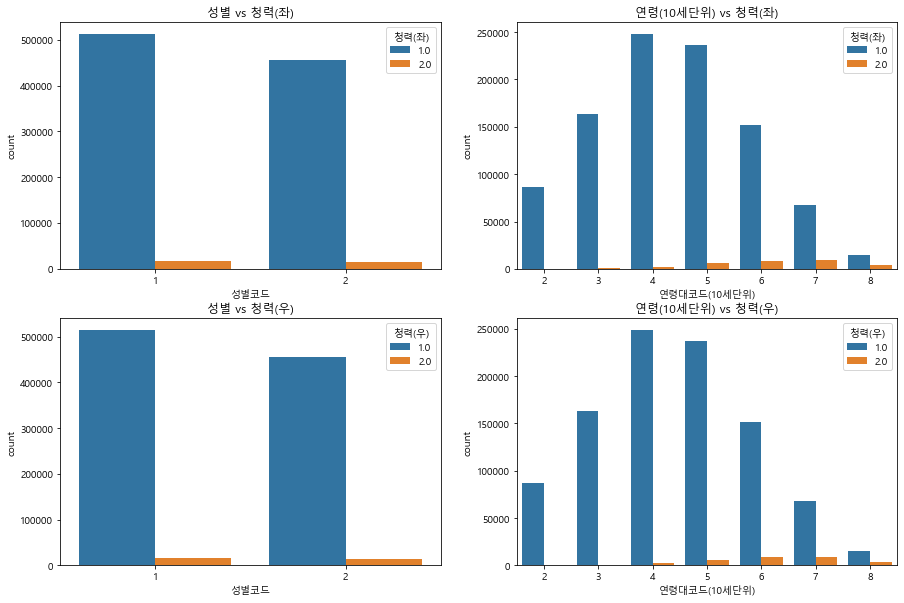 성별 vs 청력(좌)
청력(좌)
1.0
2.0
500000
400000
300000
200000
100000
0
count
1 2
성별코드
연령(10세단위) vs 청력(좌)
청력(좌)
1.0
2.0
250000
200000
150000
100000
50000
0
count
2 3 4 5 6 7 8
연령대코드(10세단위)
성별 vs 청력(우)
청력(우)
1.0
2.0
500000
400000
300000
200000
100000
0
count
1 2
성별코드
연령(10세단위) vs 청력(우)
청력(우)
1.0
2.0
250000
200000
150000
100000
50000
0
count
2 3 4 5 6 7 8
연령대코드(10세단위)